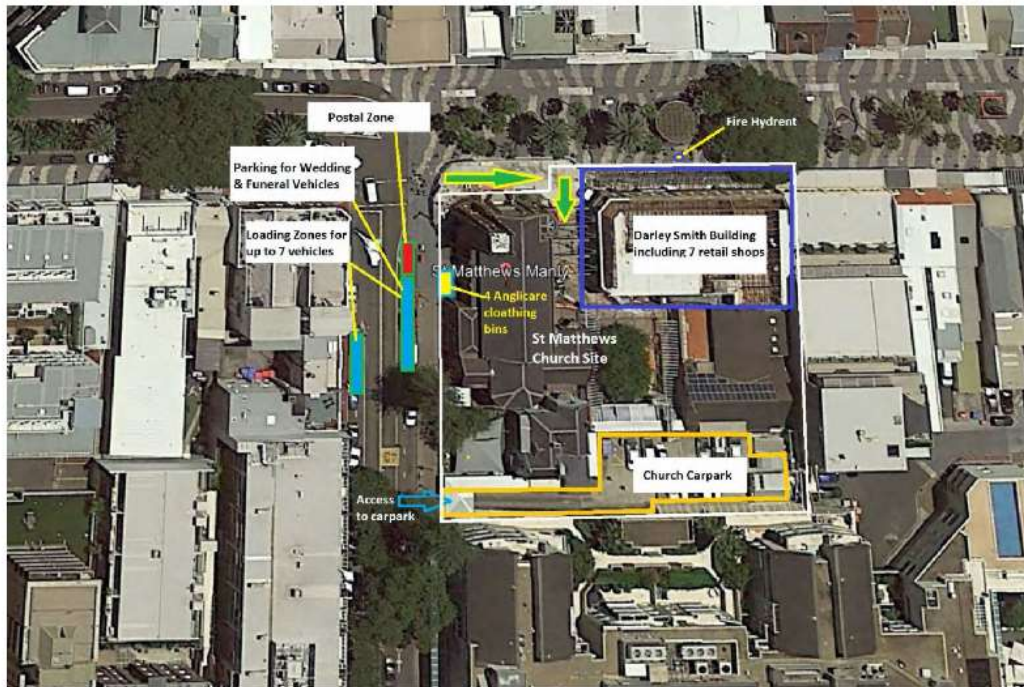 Postal Zone
Fire Hydrent
Parking for Wedding
& Funeral Vehicles
Loading Zones for
up to 7 vehicles
Darley Smith Building
including 7 retail shops
St Matthews Manly
4 Anglicare
cloathing
bins
St Matthews
Church Site
Church Carpark
Access
to carpark